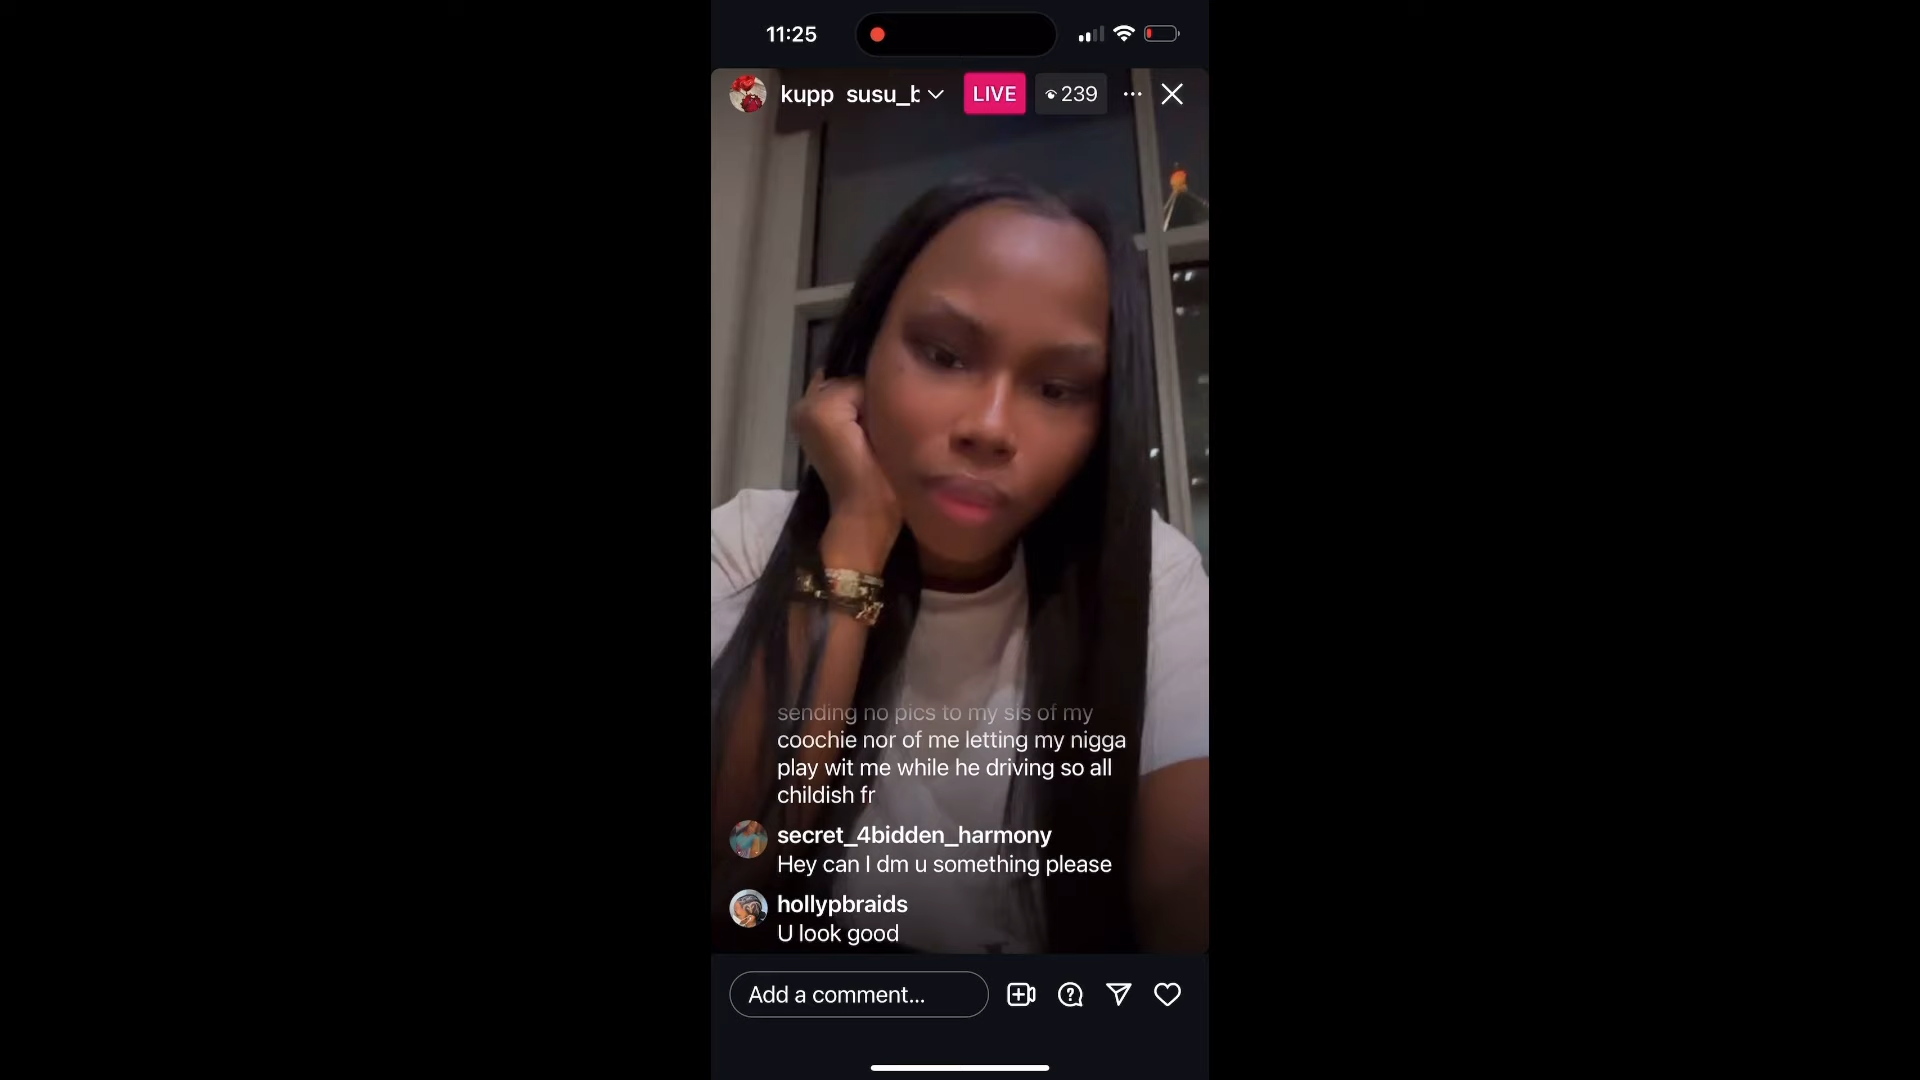 11:25
kupp susu_b
LIVE
239
sending no pics to my sis of my
coochie nor of me letting my nigga
play wit me while he driving so all
childish fr
secret_4bidden_harmony
Hey can I dm u something please
hollypbraids
U look good
Add a comment...